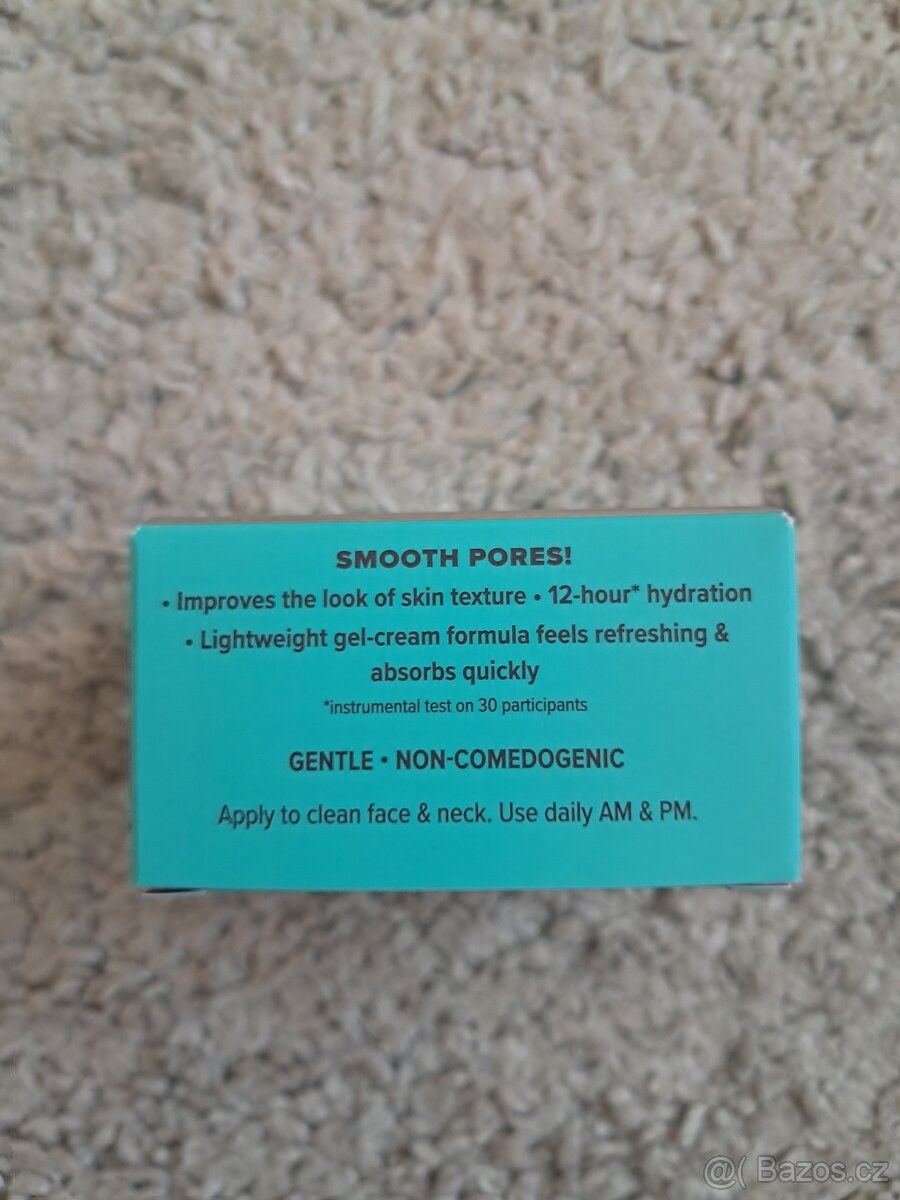 SMOOTH PORES!
• Improves the look of skin texture • 12-hour* hydration
• Lightweight gel-cream formula feels refreshing &
absorbs quickly
*instrumental test on 30 participants
GENTLE • NON-COMEDOGENIC
Apply to clean face & neck. Use daily AM & PM.
@( Bazos.cz